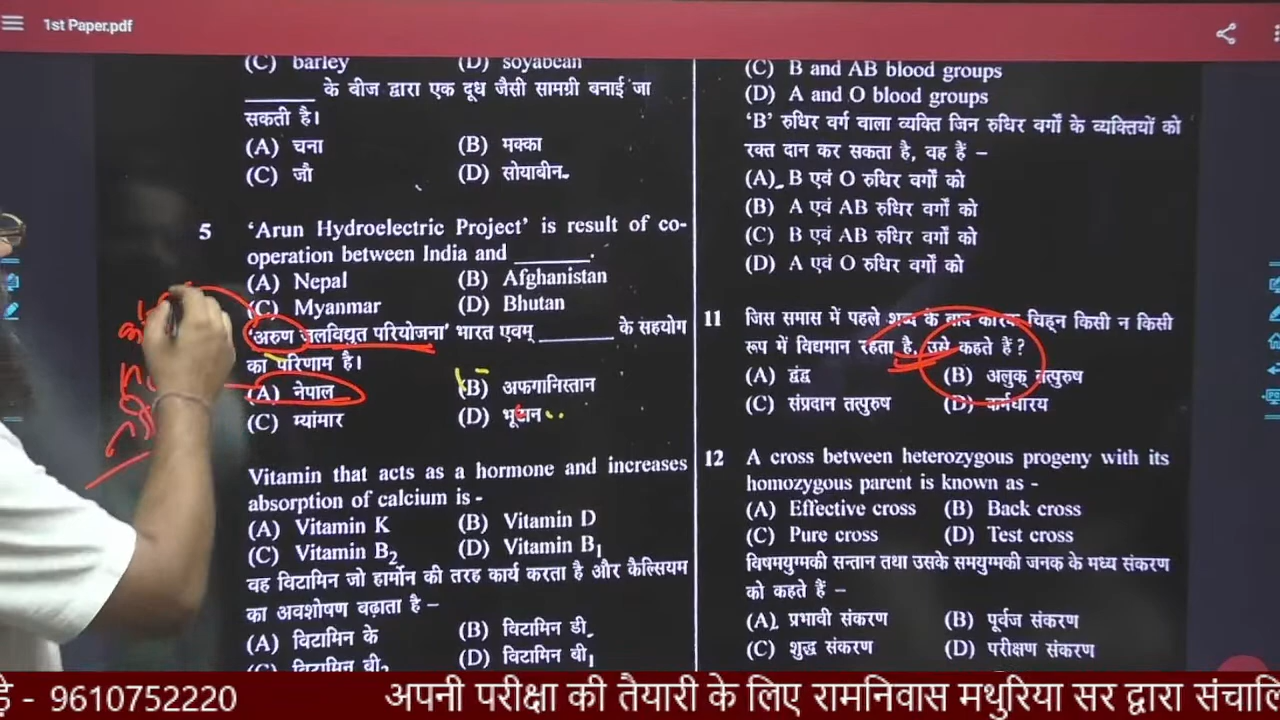 1st Paper.pdf
(C) barley (D) soyabean
_______ के बीज द्वारा एक दूध जैसी सामग्री बनाई जा
सकती है।
(A) चना (B) मक्का
(C) जौ (D) सोयाबीन
5 'Arun Hydroelectric Project' is result of co-
operation between India and _______.
(A) Nepal (B) Afghanistan
(C) Myanmar (D) Bhutan
'अरुण जलविद्युत परियोजना' भारत एवम् _______ के सहयोग
का परिणाम है।
(A) नेपाल (B) अफगानिस्तान
(C) म्यांमार (D) भूटान
Vitamin that acts as a hormone and increases
absorption of calcium is -
(A) Vitamin K (B) Vitamin D
(C) Vitamin B2 (D) Vitamin B1
वह विटामिन जो हार्मोन की तरह कार्य करता है और कैल्सियम
का अवशोषण बढ़ाता है –
(A) विटामिन के (B) विटामिन डी
(C) विटामिन बी2 (D) विटामिन बी1
(C) B and AB blood groups
(D) A and O blood groups
'B' रुधिर वर्ग वाला व्यक्ति जिन रुधिर वर्गों के व्यक्तियों को
रक्त दान कर सकता है, वह हैं –
(A) B एवं O रुधिर वर्गों को
(B) A एवं AB रुधिर वर्गों को
(C) B एवं AB रुधिर वर्गों को
(D) A एवं O रुधिर वर्गों को
11 जिस समास में पहले शब्द के बाद कारक चिह्न किसी न किसी
रूप में विद्यमान रहता है, उसे कहते हैं ?
(A) द्वंद्व (B) अलुक् तत्पुरुष
(C) संप्रदान तत्पुरुष (D) कर्मधारय
12 A cross between heterozygous progeny with its
homozygous parent is known as -
(A) Effective cross (B) Back cross
(C) Pure cross (D) Test cross
विषमयुग्मकी सन्तान तथा उसके समयुग्मकी जनक के मध्य संकरण
को कहते हैं –
(A) प्रभावी संकरण (B) पूर्वज संकरण
(C) शुद्ध संकरण (D) परीक्षण संकरण
- 9610752220 अपनी परीक्षा की तैयारी के लिए रामनिवास मथुरिया सर द्वारा